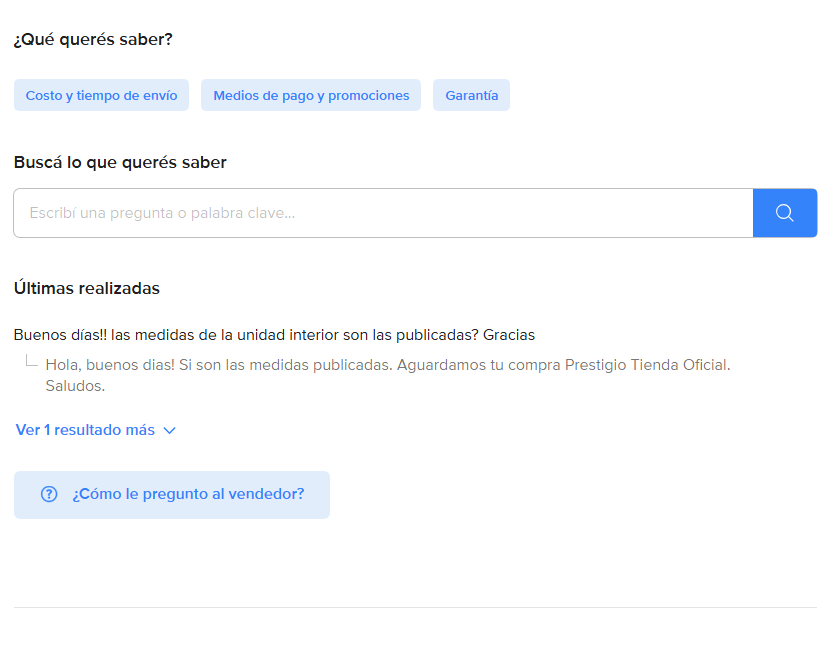 ¿Qué querés saber?
Costo y tiempo de envío
Medios de pago y promociones
Garantía
Buscá lo que querés saber
Escribí una pregunta o palabra clave...
Últimas realizadas
Buenos días!! las medidas de la unidad interior son las publicadas? Gracias
Hola, buenos dias! Si son las medidas publicadas. Aguardamos tu compra Prestigio Tienda Oficial.
Saludos.
Ver 1 resultado más
¿Cómo le pregunto al vendedor?